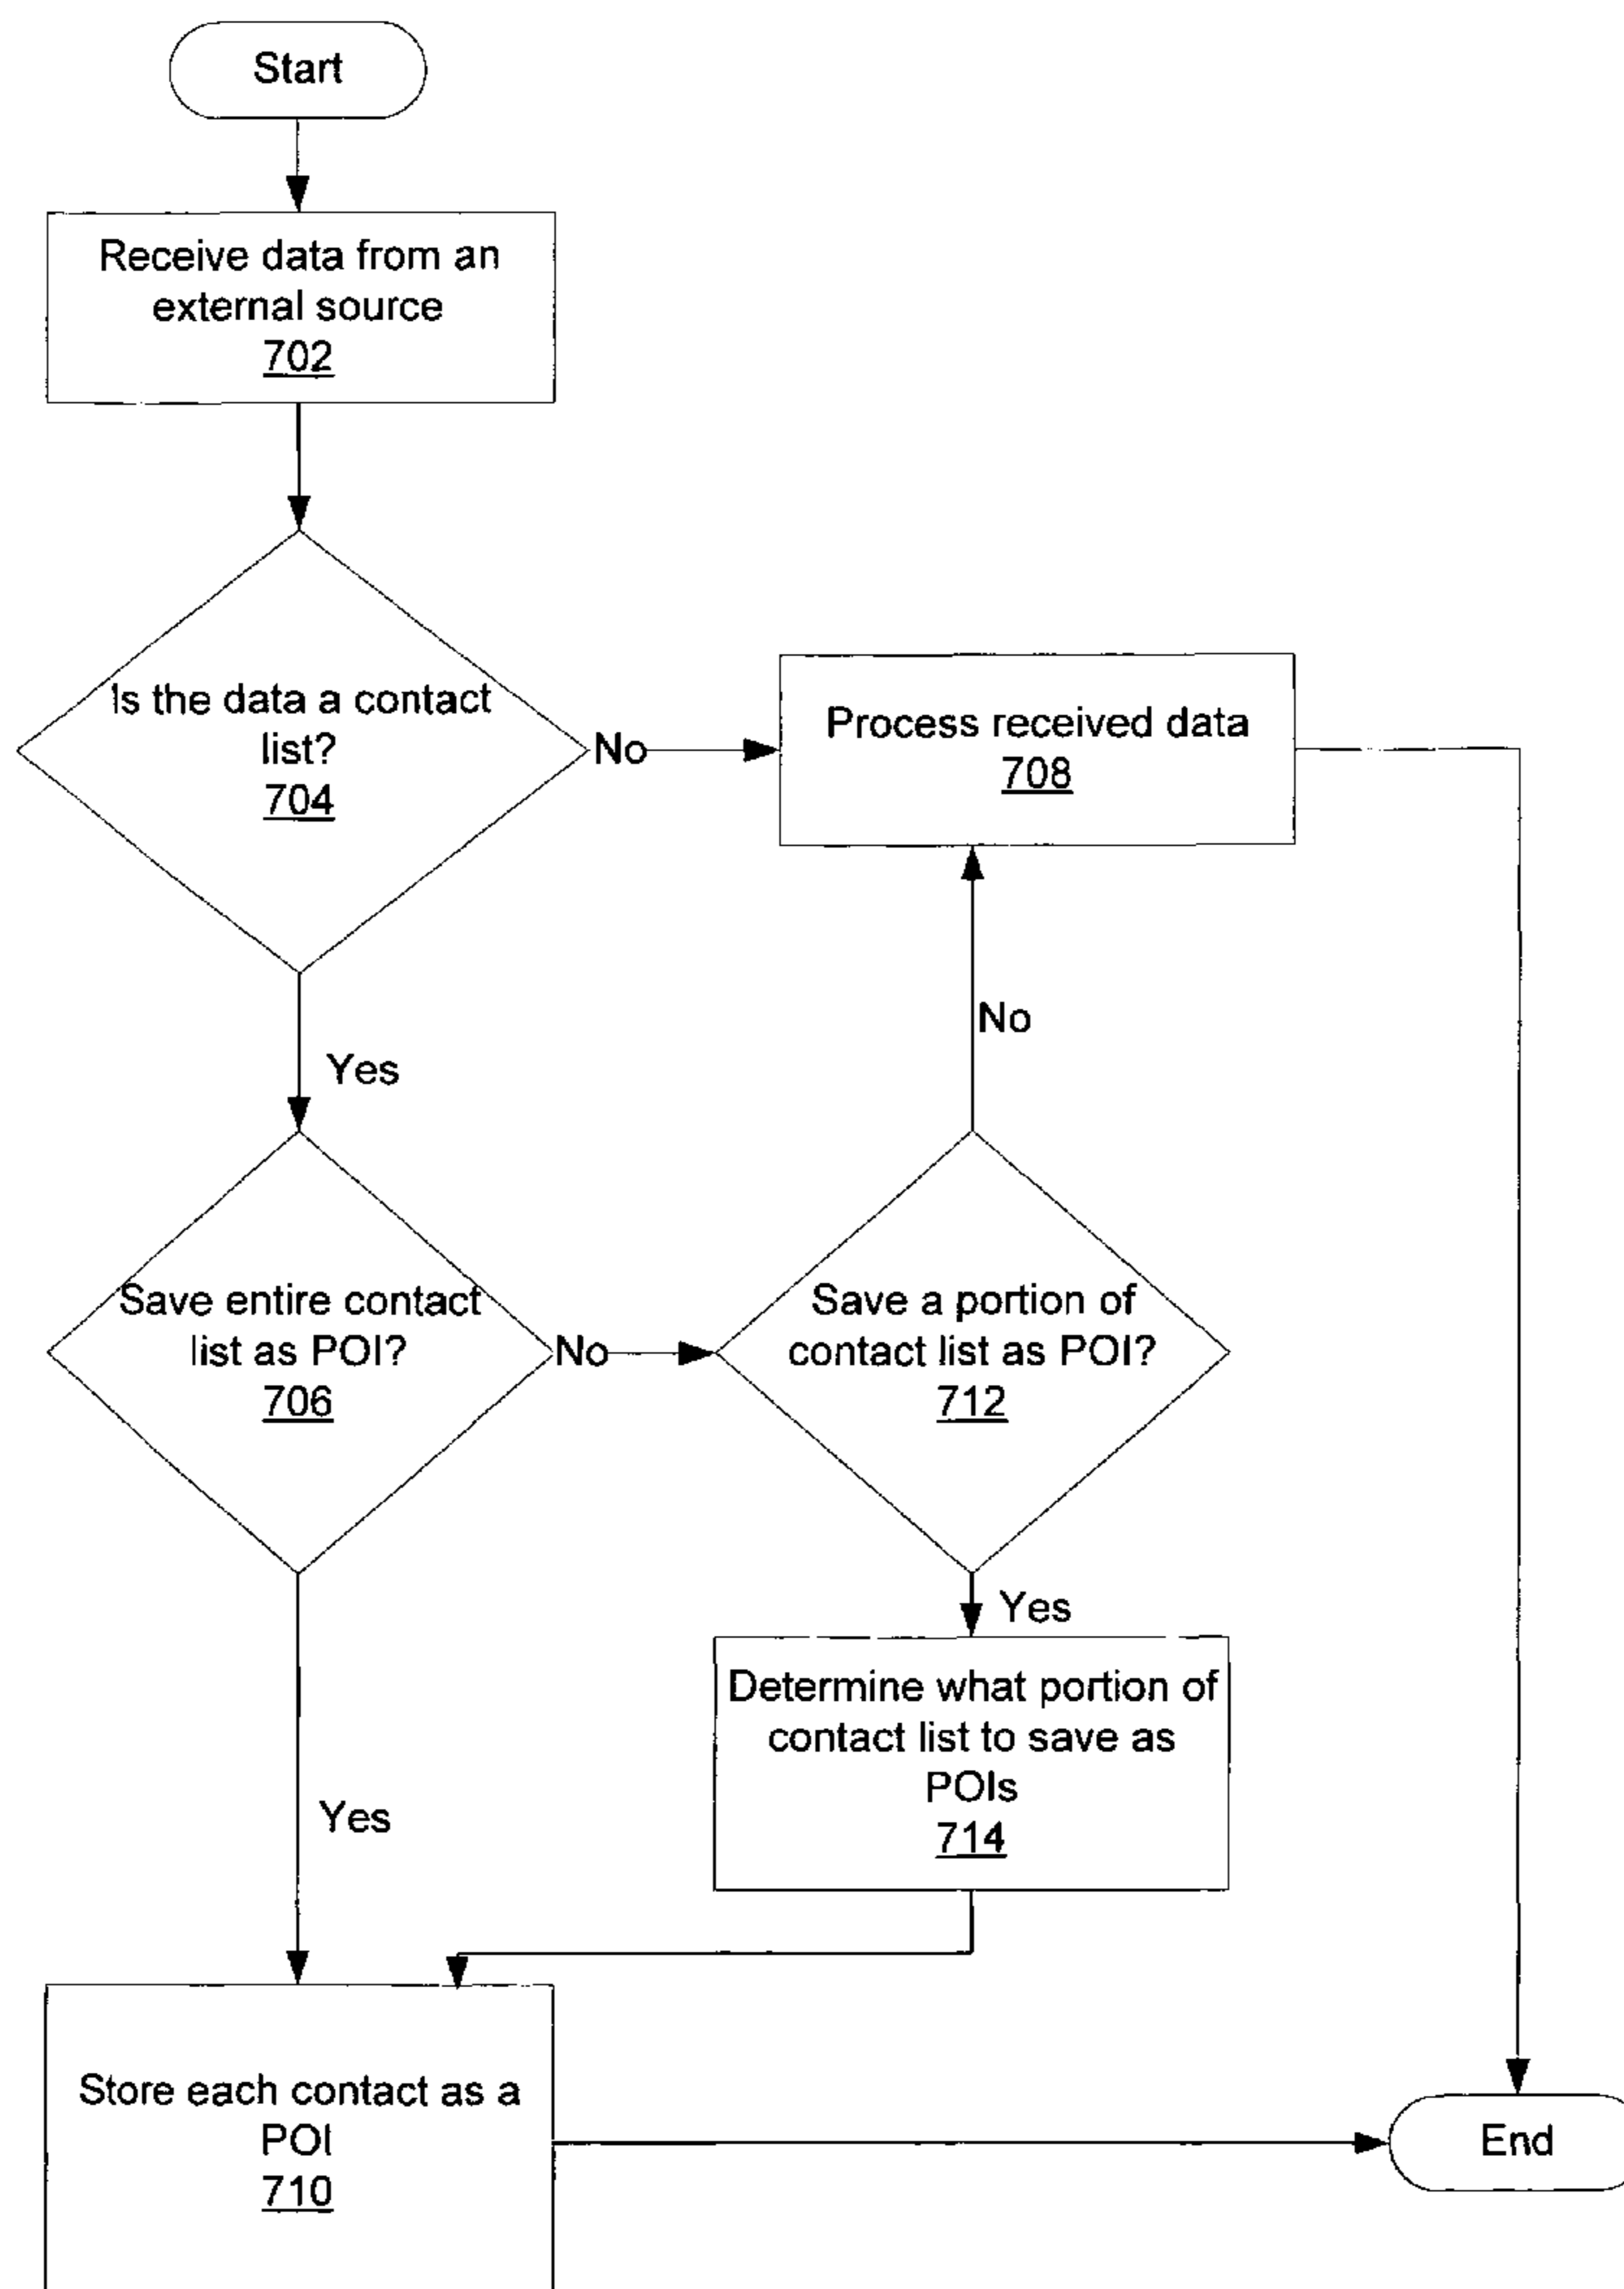 Start
Receive data from an
external source
702
Is the data a contact
list?
704
No
Process received data
708
Yes
No
Save entire contact
list as POI?
706
No
Save a portion of
contact list as POI?
712
Yes
Determine what portion of
contact list to save as
POIs
714
Yes
Store each contact as a
POI
710
End